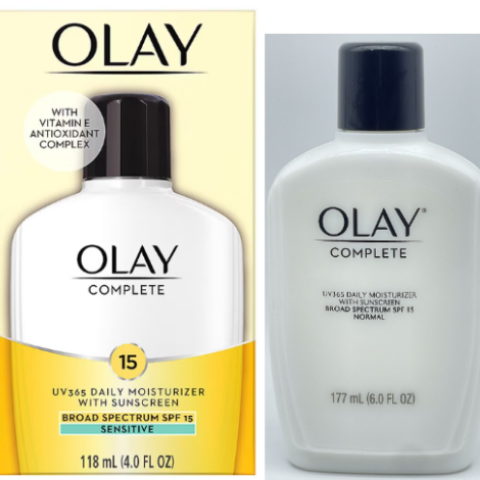 OLAY
WITH
VITAMIN E
ANTIOXIDANT
COMPLEX
OLAY
COMPLETE
15
UV365 DAILY MOISTURIZER
WITH SUNSCREEN
BROAD SPECTRUM SPF 15
SENSITIVE
118 mL (4.0 FL OZ)
OLAY®
COMPLETE
UV365 DAILY MOISTURIZER
WITH SUNSCREEN
BROAD SPECTRUM SPF 15
NORMAL
177 mL (6.0 FL OZ)